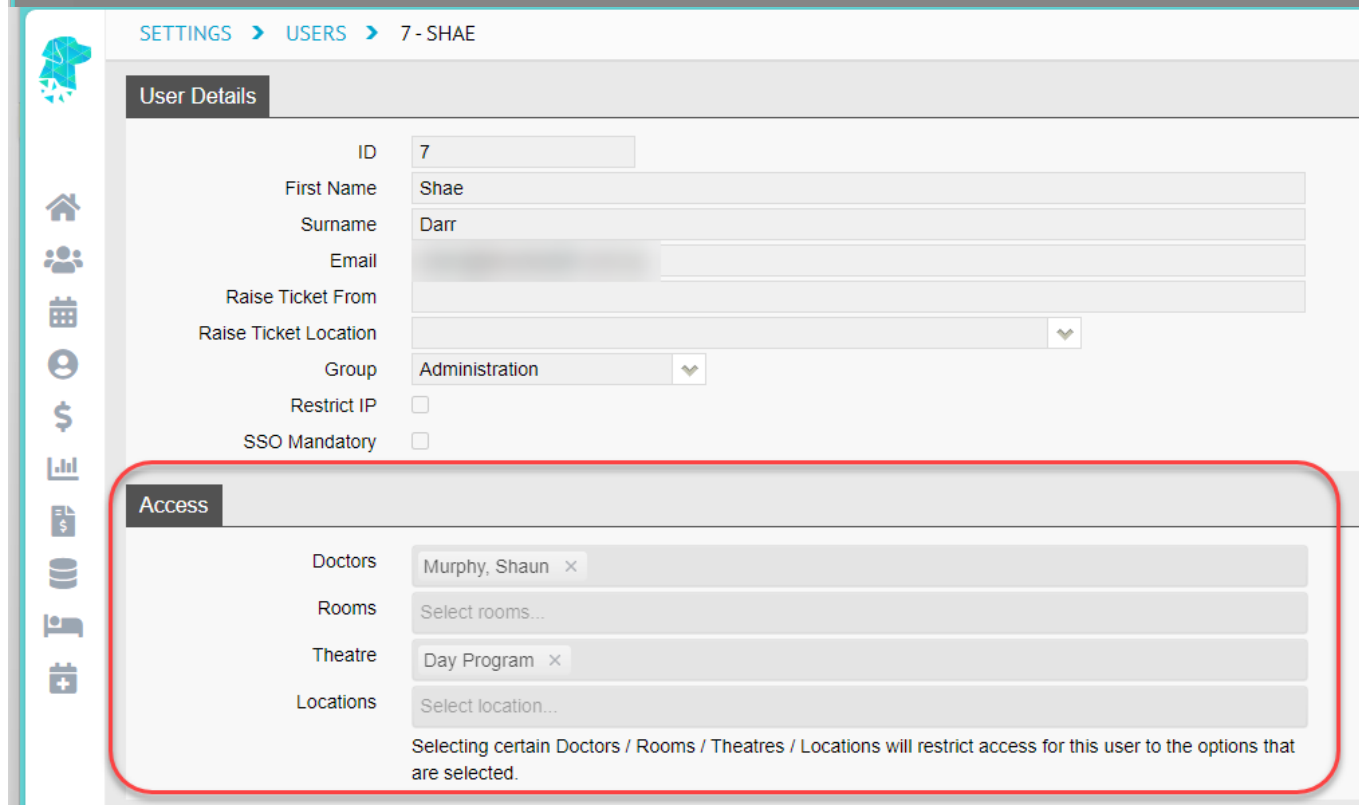 SETTINGS > USERS > 7 - SHAE
User Details
ID 7
First Name Shae
Surname Darr
Email
Raise Ticket From
Raise Ticket Location
Group Administration
Restrict IP
SSO Mandatory
Access
Doctors Murphy, Shaun ×
Rooms Select rooms...
Theatre Day Program ×
Locations Select location...
Selecting certain Doctors / Rooms / Theatres / Locations will restrict access for this user to the options that
are selected.